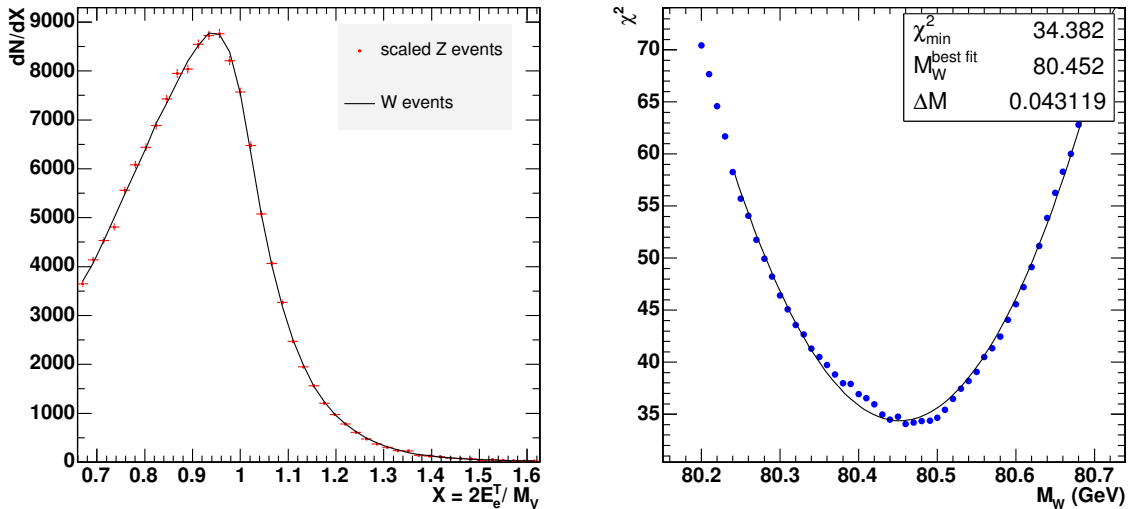 dN/dX
9000
8000
7000
6000
5000
4000
3000
2000
1000
0
scaled Z events
W events
0.7 0.8 0.9 1 1.1 1.2 1.3 1.4 1.5 1.6
X = 2E_e^T / M_V
χ²
70
65
60
55
50
45
40
35
χ²_min 34.382
M_W^best fit 80.452
ΔM 0.043119
80.2 80.3 80.4 80.5 80.6 80.7
M_W (GeV)